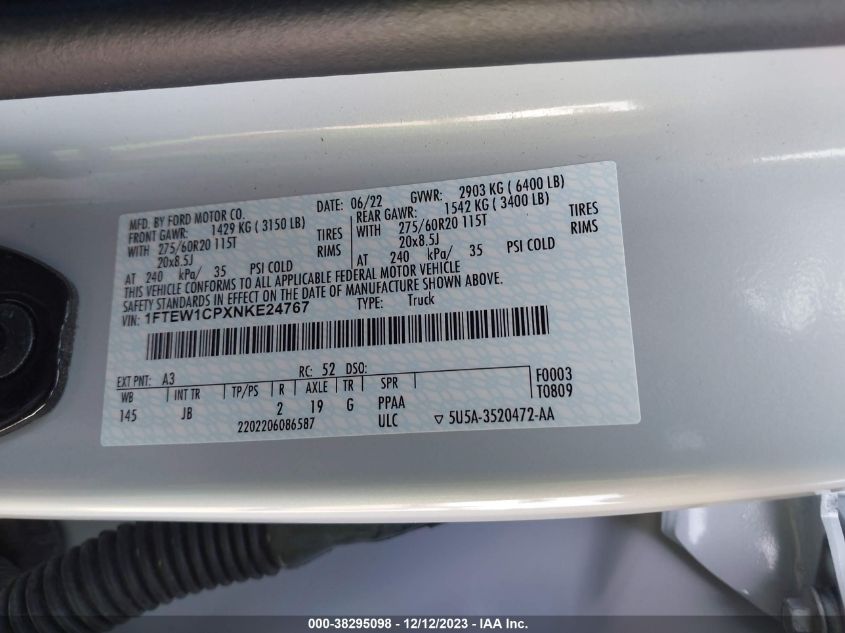 MFD. BY FORD MOTOR CO.
DATE: 06/22 GVWR: 2903 KG ( 6400 LB)
FRONT GAWR: 1429 KG ( 3150 LB) REAR GAWR: 1542 KG ( 3400 LB)
WITH 275/60R20 115T TIRES WITH 275/60R20 115T TIRES
20x8.5J RIMS 20x8.5J RIMS
AT 240 kPa/ 35 PSI COLD AT 240 kPa/ 35 PSI COLD
THIS VEHICLE CONFORMS TO ALL APPLICABLE FEDERAL MOTOR VEHICLE
SAFETY STANDARDS IN EFFECT ON THE DATE OF MANUFACTURE SHOWN ABOVE.
VIN: 1FTEW1CPXNKE24767 TYPE: Truck
EXT PNT: A3 RC: 52 DSO:
WB INT TR TP/PS R AXLE TR SPR F0003
145 JB 2 19 G PPAA T0809
2202206086587 ULC ▽ 5U5A-3520472-AA
000-38295098 - 12/12/2023 - IAA Inc.